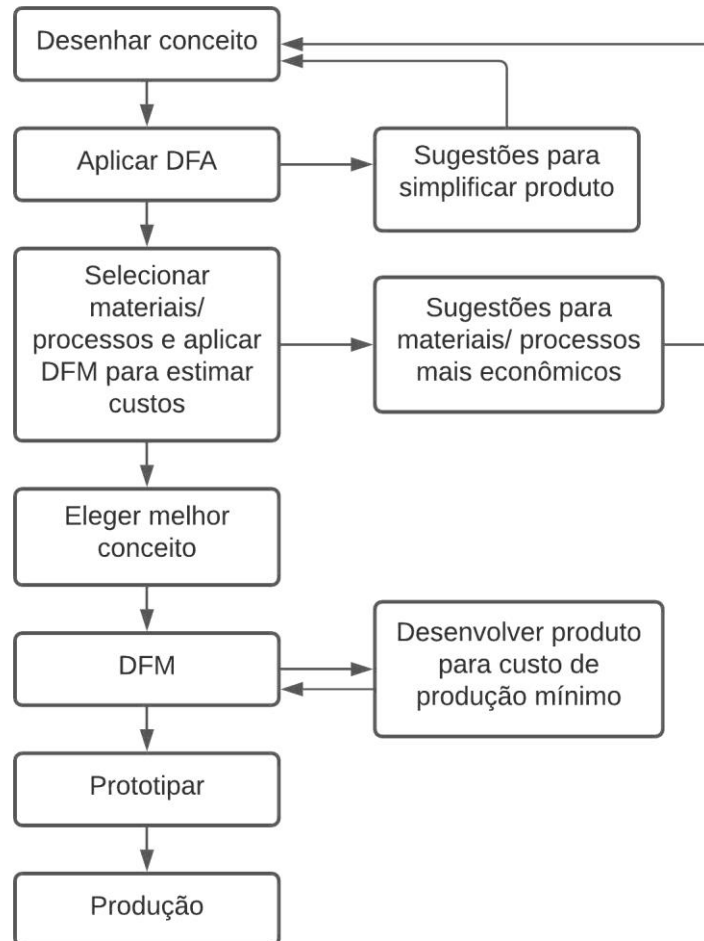 Desenhar conceito
Aplicar DFA
Sugestões para
simplificar produto
Selecionar
materiais/
processos e aplicar
DFM para estimar
custos
Sugestões para
materiais/ processos
mais econômicos
Eleger melhor
conceito
DFM
Desenvolver produto
para custo de
produção mínimo
Prototipar
Produção